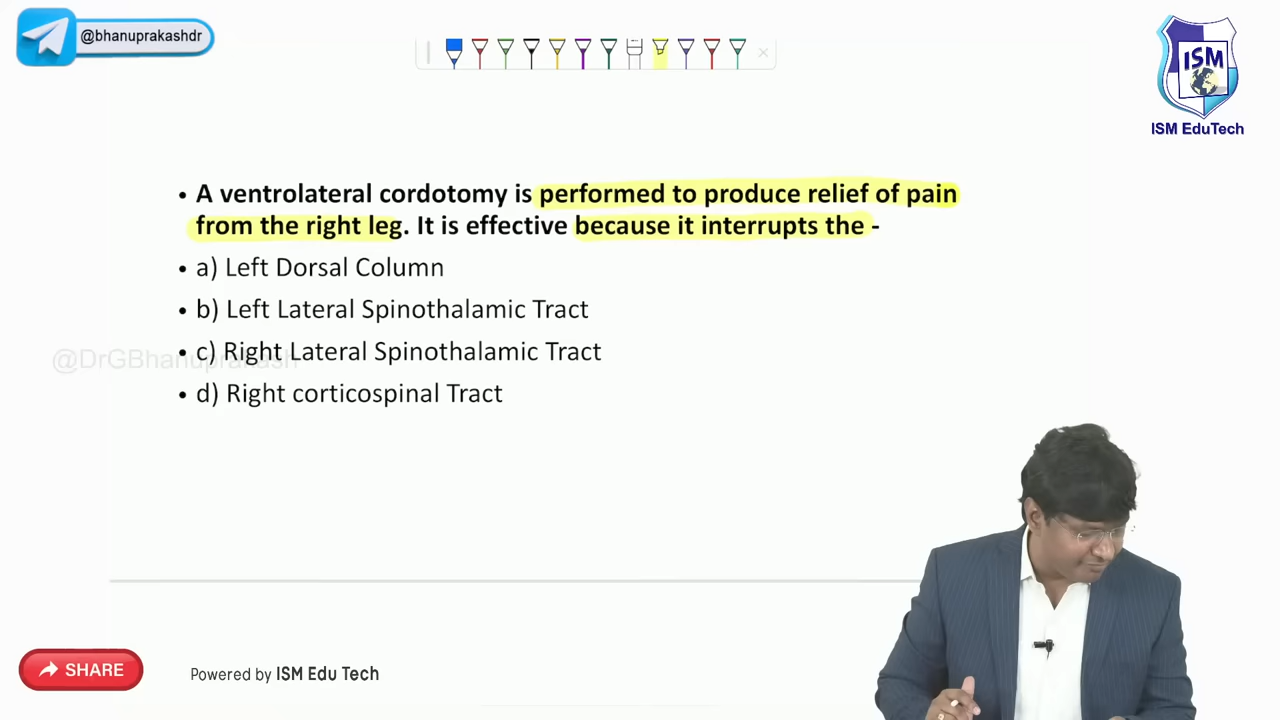 @bhanuprakashdr
ISM
ISM EduTech
• A ventrolateral cordotomy is performed to produce relief of pain
from the right leg. It is effective because it interrupts the -
• a) Left Dorsal Column
• b) Left Lateral Spinothalamic Tract
@DrGBhanuprakash
• c) Right Lateral Spinothalamic Tract
• d) Right corticospinal Tract
SHARE
Powered by ISM Edu Tech